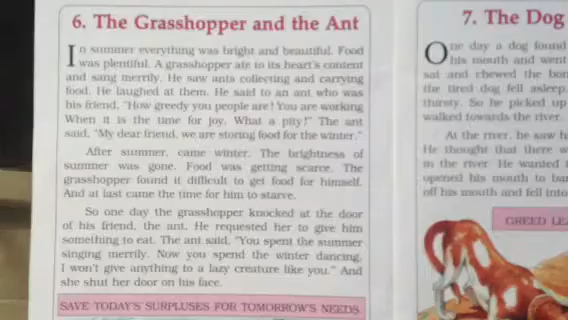 6. The Grasshopper and the Ant
In summer everything was bright and beautiful. Food
was plentiful. A grasshopper ate to its heart's content
and sang merrily. He saw ants collecting and carrying
food. He laughed at them. He said to an ant who was
his friend, "How greedy you people are! You are working
When it is the time for joy. What a pity!" The ant
said, "My dear friend, we are storing food for the winter."
After summer, came winter. The brightness of
summer was gone. Food was getting scarce. The
grasshopper found it difficult to get food for himself.
And at last came the time for him to starve.
So one day the grasshopper knocked at the door
of his friend, the ant. He requested her to give him
something to eat. The ant said, "You spent the summer
singing merrily. Now you spend the winter dancing.
I won't give anything to a lazy creature like you." And
she shut her door on his face.
SAVE TODAY'S SURPLUSES FOR TOMORROW'S NEEDS
7. The Dog
One day a dog found
his mouth and went
sat and chewed the
the tired dog fell asleep.
thirsty. So he picked up
walked towards the river.
At the river, he saw
He thought that there
in the river. He wanted
opened his mouth to
off his mouth and fell into
GREED